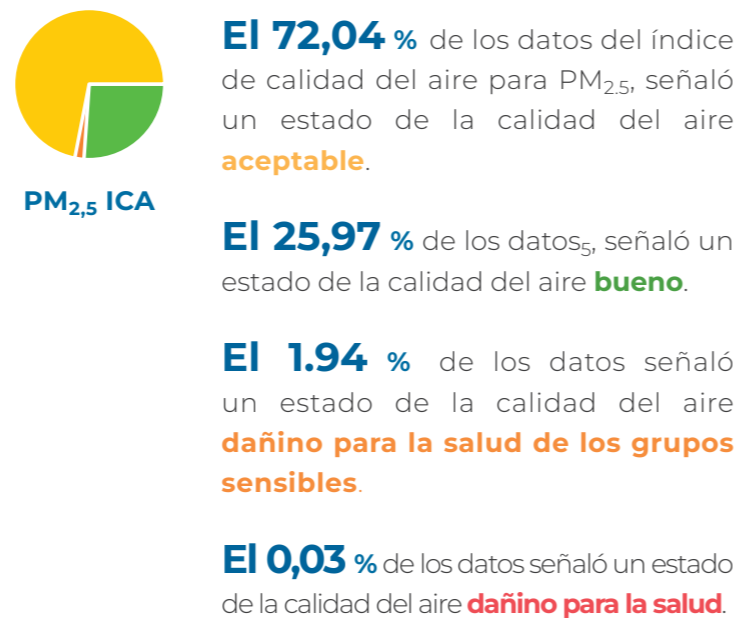 El 72,04 % de los datos del índice
de calidad del aire para PM2.5, señaló
un estado de la calidad del aire
aceptable.
PM2,5 ICA
El 25,97 % de los datos5, señaló un
estado de la calidad del aire bueno.
El 1.94 % de los datos señaló
un estado de la calidad del aire
dañino para la salud de los grupos
sensibles.
El 0,03 % de los datos señaló un estado
de la calidad del aire dañino para la salud.